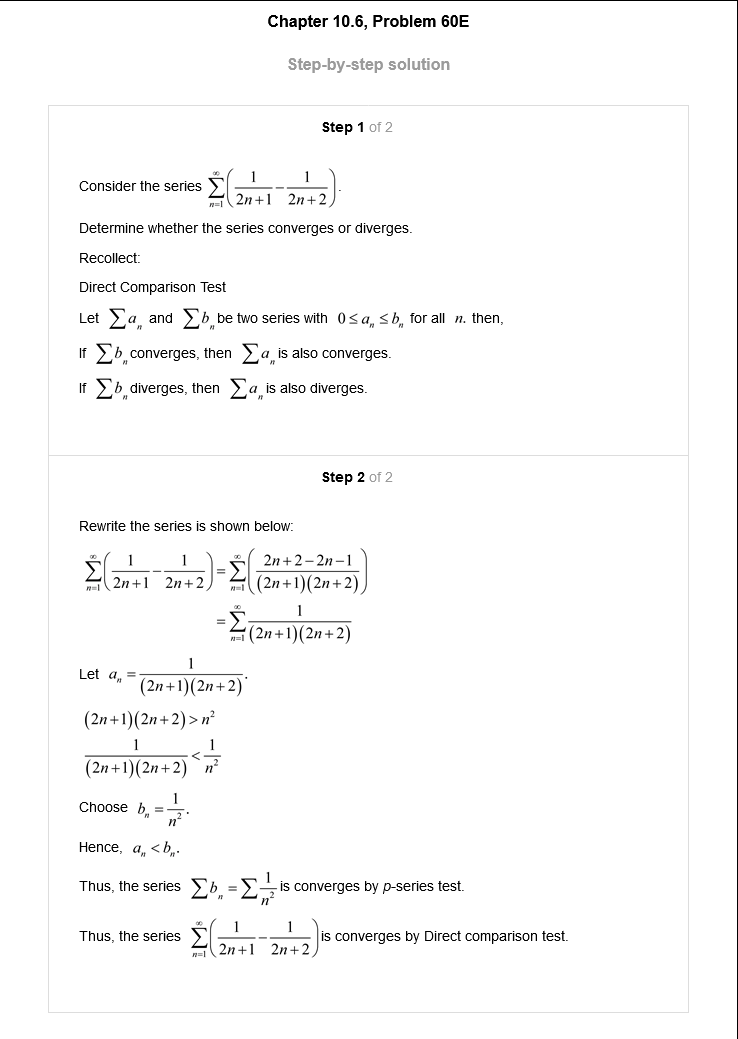 Chapter 10.6, Problem 60E
Step-by-step solution
Step 1 of 2
Consider the series $\sum_{n=1}^{\infty}\left(\frac{1}{2n+1}-\frac{1}{2n+2}\right)$.
Determine whether the series converges or diverges.
Recollect:
Direct Comparison Test
Let $\sum a_n$ and $\sum b_n$ be two series with $0 \le a_n \le b_n$ for all n. then,
If $\sum b_n$ converges, then $\sum a_n$ is also converges.
If $\sum b_n$ diverges, then $\sum a_n$ is also diverges.
Step 2 of 2
Rewrite the series is shown below:
$\sum_{n=1}^{\infty}\left(\frac{1}{2n+1}-\frac{1}{2n+2}\right)=\sum_{n=1}^{\infty}\left(\frac{2n+2-2n-1}{(2n+1)(2n+2)}\right)$
$=\sum_{n=1}^{\infty}\frac{1}{(2n+1)(2n+2)}$
Let $a_n=\frac{1}{(2n+1)(2n+2)}$.
$(2n+1)(2n+2)>n^2$
$\frac{1}{(2n+1)(2n+2)}<\frac{1}{n^2}$
Choose $b_n=\frac{1}{n^2}$.
Hence, $a_n<b_n$.
Thus, the series $\sum b_n=\sum\frac{1}{n^2}$ is converges by p-series test.
Thus, the series $\sum_{n=1}^{\infty}\left(\frac{1}{2n+1}-\frac{1}{2n+2}\right)$ is converges by Direct comparison test.